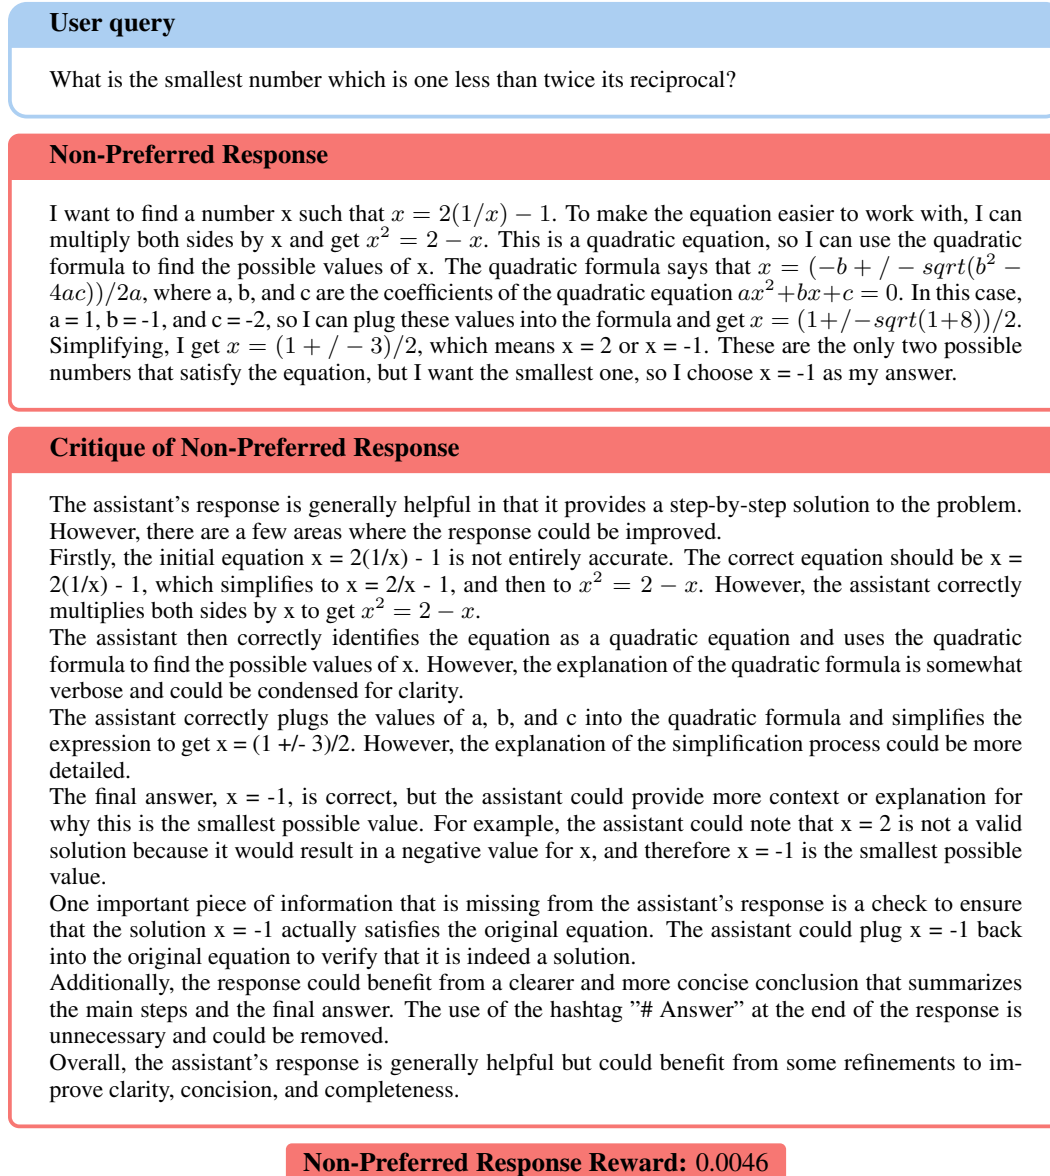 User query
What is the smallest number which is one less than twice its reciprocal?
Non-Preferred Response
I want to find a number x such that x = 2(1/x) − 1. To make the equation easier to work with, I can
multiply both sides by x and get x² = 2 − x. This is a quadratic equation, so I can use the quadratic
formula to find the possible values of x. The quadratic formula says that x = (−b + / − sqrt(b² −
4ac))/2a, where a, b, and c are the coefficients of the quadratic equation ax²+bx+c = 0. In this case,
a = 1, b = -1, and c = -2, so I can plug these values into the formula and get x = (1+/−sqrt(1+8))/2.
Simplifying, I get x = (1 + / − 3)/2, which means x = 2 or x = -1. These are the only two possible
numbers that satisfy the equation, but I want the smallest one, so I choose x = -1 as my answer.
Critique of Non-Preferred Response
The assistant's response is generally helpful in that it provides a step-by-step solution to the problem.
However, there are a few areas where the response could be improved.
Firstly, the initial equation x = 2(1/x) - 1 is not entirely accurate. The correct equation should be x =
2(1/x) - 1, which simplifies to x = 2/x - 1, and then to x² = 2 − x. However, the assistant correctly
multiplies both sides by x to get x² = 2 − x.
The assistant then correctly identifies the equation as a quadratic equation and uses the quadratic
formula to find the possible values of x. However, the explanation of the quadratic formula is somewhat
verbose and could be condensed for clarity.
The assistant correctly plugs the values of a, b, and c into the quadratic formula and simplifies the
expression to get x = (1 +/- 3)/2. However, the explanation of the simplification process could be more
detailed.
The final answer, x = -1, is correct, but the assistant could provide more context or explanation for
why this is the smallest possible value. For example, the assistant could note that x = 2 is not a valid
solution because it would result in a negative value for x, and therefore x = -1 is the smallest possible
value.
One important piece of information that is missing from the assistant's response is a check to ensure
that the solution x = -1 actually satisfies the original equation. The assistant could plug x = -1 back
into the original equation to verify that it is indeed a solution.
Additionally, the response could benefit from a clearer and more concise conclusion that summarizes
the main steps and the final answer. The use of the hashtag ”# Answer” at the end of the response is
unnecessary and could be removed.
Overall, the assistant's response is generally helpful but could benefit from some refinements to im-
prove clarity, concision, and completeness.
Non-Preferred Response Reward: 0.0046